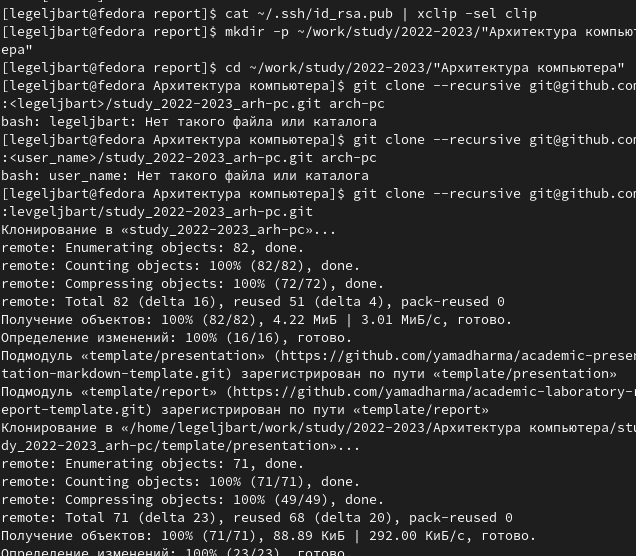 [legeljbart@fedora report]$ cat ~/.ssh/id_rsa.pub | xclip -sel clip
[legeljbart@fedora report]$ mkdir -p ~/work/study/2022-2023/"Архитектура компьют
ера"
[legeljbart@fedora report]$ cd ~/work/study/2022-2023/"Архитектура компьютера"
[legeljbart@fedora Архитектура компьютера]$ git clone --recursive git@github.com
:<legeljbart>/study_2022-2023_arh-pc.git arch-pc
bash: legeljbart: Нет такого файла или каталога
[legeljbart@fedora Архитектура компьютера]$ git clone --recursive git@github.com
:<user_name>/study_2022-2023_arh-pc.git arch-pc
bash: user_name: Нет такого файла или каталога
[legeljbart@fedora Архитектура компьютера]$ git clone --recursive git@github.com
:levgeljbart/study_2022-2023_arh-pc.git
Клонирование в «study_2022-2023_arh-pc»...
remote: Enumerating objects: 82, done.
remote: Counting objects: 100% (82/82), done.
remote: Compressing objects: 100% (72/72), done.
remote: Total 82 (delta 16), reused 51 (delta 4), pack-reused 0
Получение объектов: 100% (82/82), 4.22 МиБ | 3.01 МиБ/с, готово.
Определение изменений: 100% (16/16), готово.
Подмодуль «template/presentation» (https://github.com/yamadharma/academic-presen
tation-markdown-template.git) зарегистрирован по пути «template/presentation»
Подмодуль «template/report» (https://github.com/yamadharma/academic-laboratory-r
eport-template.git) зарегистрирован по пути «template/report»
Клонирование в «/home/legeljbart/work/study/2022-2023/Архитектура компьютера/stu
dy_2022-2023_arh-pc/template/presentation»...
remote: Enumerating objects: 71, done.
remote: Counting objects: 100% (71/71), done.
remote: Compressing objects: 100% (49/49), done.
remote: Total 71 (delta 23), reused 68 (delta 20), pack-reused 0
Получение объектов: 100% (71/71), 88.89 КиБ | 292.00 КиБ/с, готово.
Определение изменений: 100% (23/23), готово.